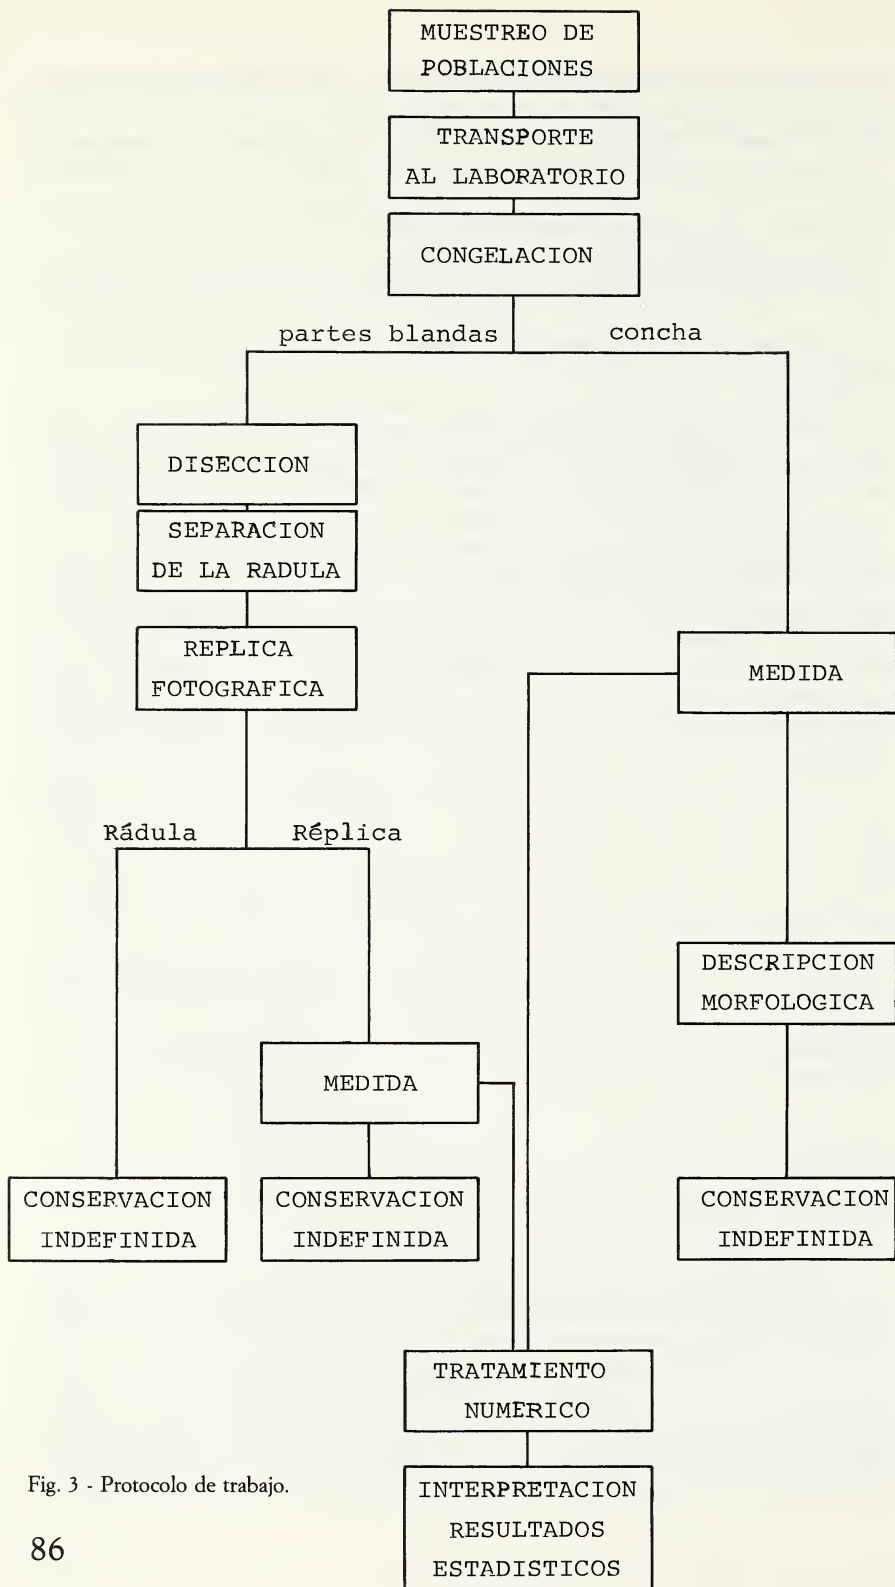 MUESTREO DE
POBLACIONES
TRANSPORTE
AL LABORATORIO
CONGELACION
partes blandas
concha
DISECCION
SEPARACION
DE LA RADULA
REPLICA
FOTOGRAFICA
MEDIDA
Rádula
Réplica
DESCRIPCION
MORFOLOGICA
MEDIDA
CONSERVACION
INDEFINIDA
CONSERVACION
INDEFINIDA
CONSERVACION
INDEFINIDA
TRATAMIENTO
NUMERICO
INTERPRETACION
RESULTADOS
ESTADISTICOS
Fig. 3 - Protocolo de trabajo.
86